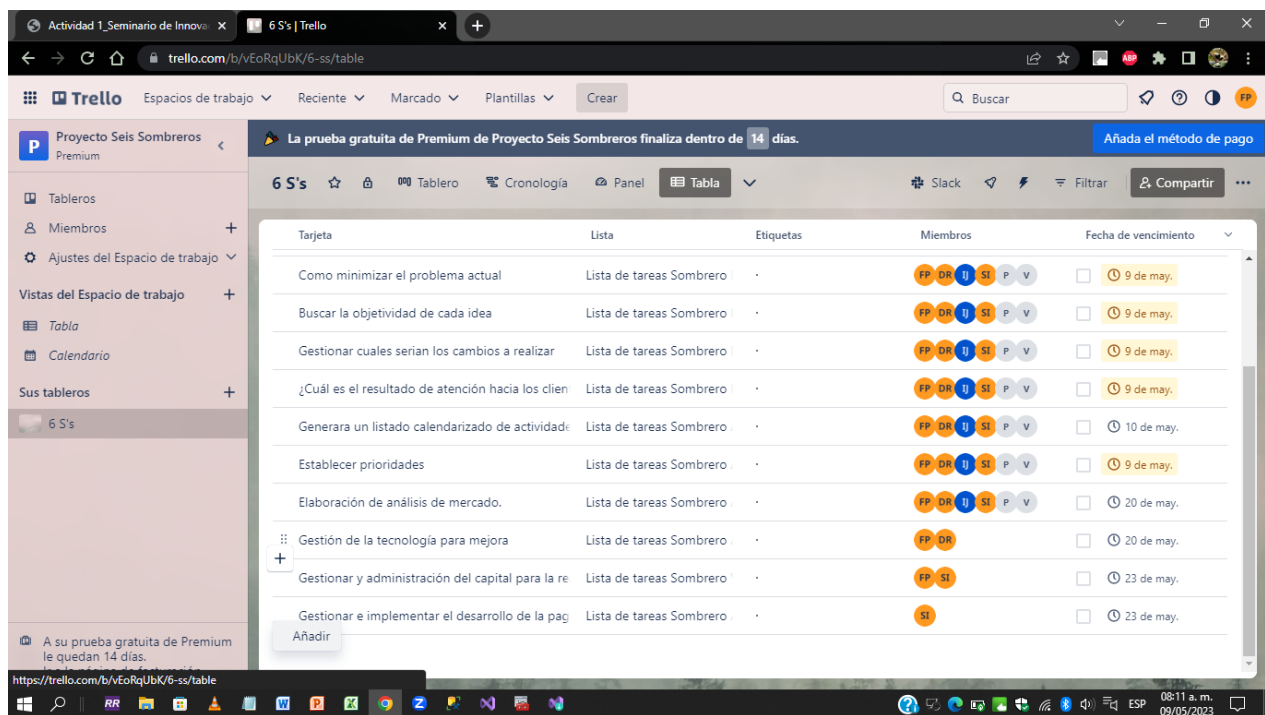 Actividad 1_Seminario de Innova
6 S's | Trello
trello.com/b/vEoRqUbK/6-ss/table
ABP
Trello
Espacios de trabajo
Reciente
Marcado
Plantillas
Crear
Buscar
FP
P
Proyecto Seis Sombreros
Premium
La prueba gratuita de Premium de Proyecto Seis Sombreros finaliza dentro de 14 días.
Añada el método de pago
6 S's
Tablero
Cronología
Panel
Tabla
Slack
Filtrar
Compartir
Tableros
Miembros
Ajustes del Espacio de trabajo
Vistas del Espacio de trabajo
Tabla
Calendario
Sus tableros
6 S's
Tarjeta Lista Etiquetas Miembros Fecha de vencimiento
Como minimizar el problema actual Lista de tareas Sombrero FP DR IJ SI P V 9 de may.
Buscar la objetividad de cada idea Lista de tareas Sombrero FP DR IJ SI P V 9 de may.
Gestionar cuales serian los cambios a realizar Lista de tareas Sombrero FP DR IJ SI P V 9 de may.
¿Cuál es el resultado de atención hacia los clien Lista de tareas Sombrero FP DR IJ SI P V 9 de may.
Generara un listado calendarizado de actividade Lista de tareas Sombrero FP DR IJ SI P V 10 de may.
Establecer prioridades Lista de tareas Sombrero FP DR IJ SI P V 9 de may.
Elaboración de análisis de mercado. Lista de tareas Sombrero FP DR IJ SI P V 20 de may.
Gestión de la tecnología para mejora Lista de tareas Sombrero FP DR 20 de may.
Gestionar y administración del capital para la re Lista de tareas Sombrero FP SI 23 de may.
Gestionar e implementar el desarrollo de la pag Lista de tareas Sombrero SI 23 de may.
Añadir
A su prueba gratuita de Premium
le quedan 14 días.
https://trello.com/b/vEoRqUbK/6-ss/table
RR
ESP
08:11 a. m.
09/05/2023